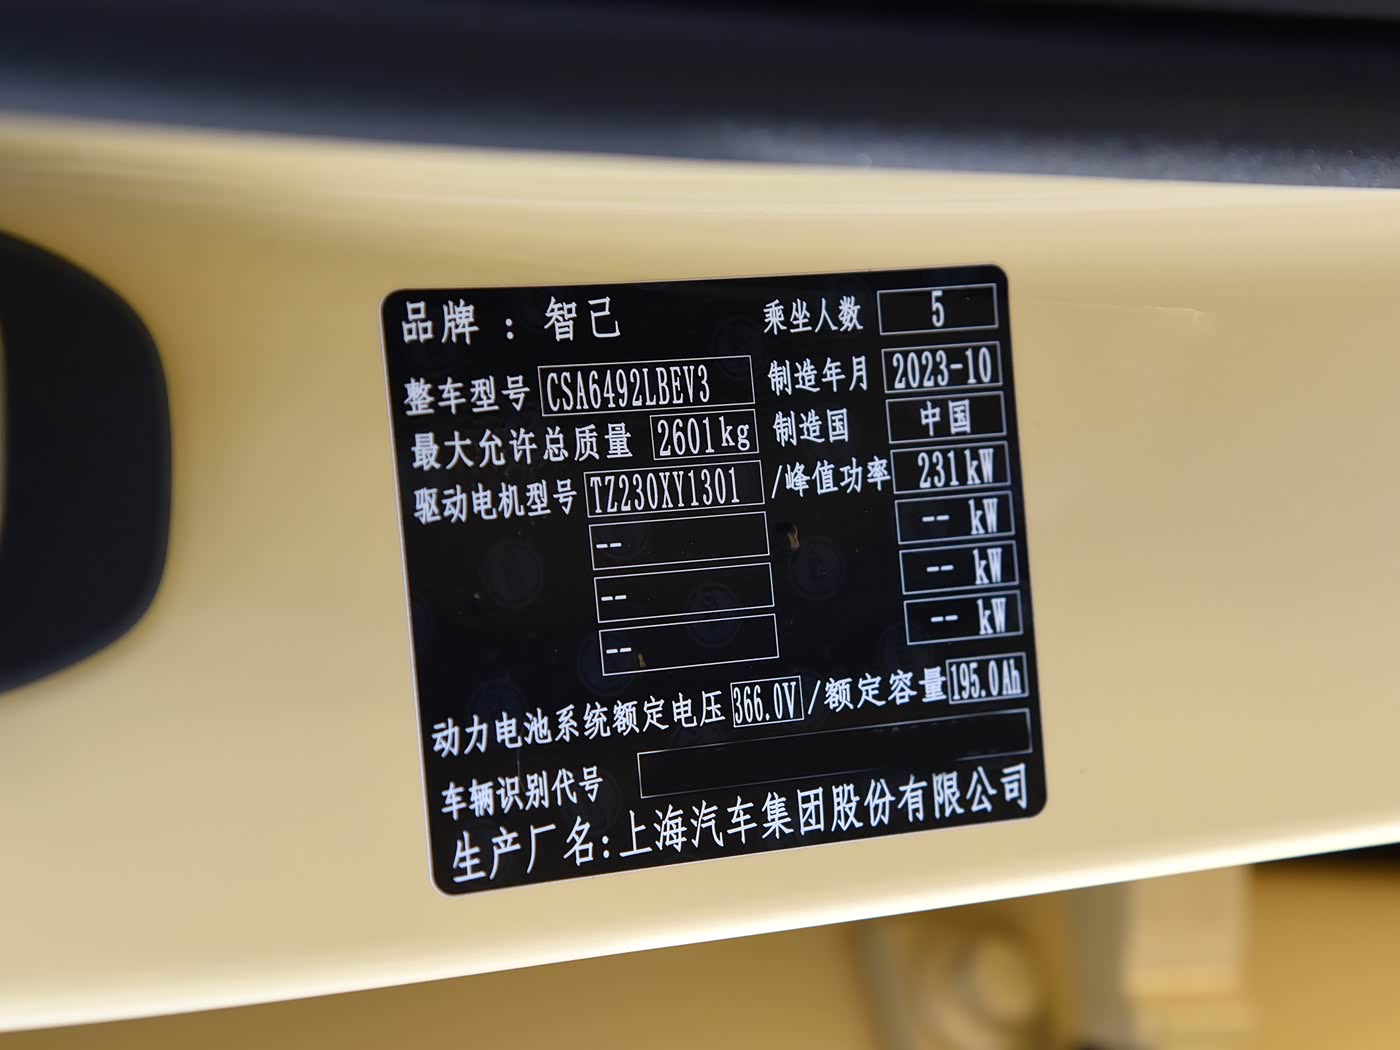 品牌：智己 乘坐人数 5
整车型号 CSA6492LBEV3 制造年月 2023-10
最大允许总质量 2601kg 制造国 中国
驱动电机型号 TZ230XY1301 /峰值功率 231kW
-- -- kW
-- -- kW
-- -- kW
动力电池系统额定电压 366.0V /额定容量 195.0Ah
车辆识别代号
生产厂名:上海汽车集团股份有限公司